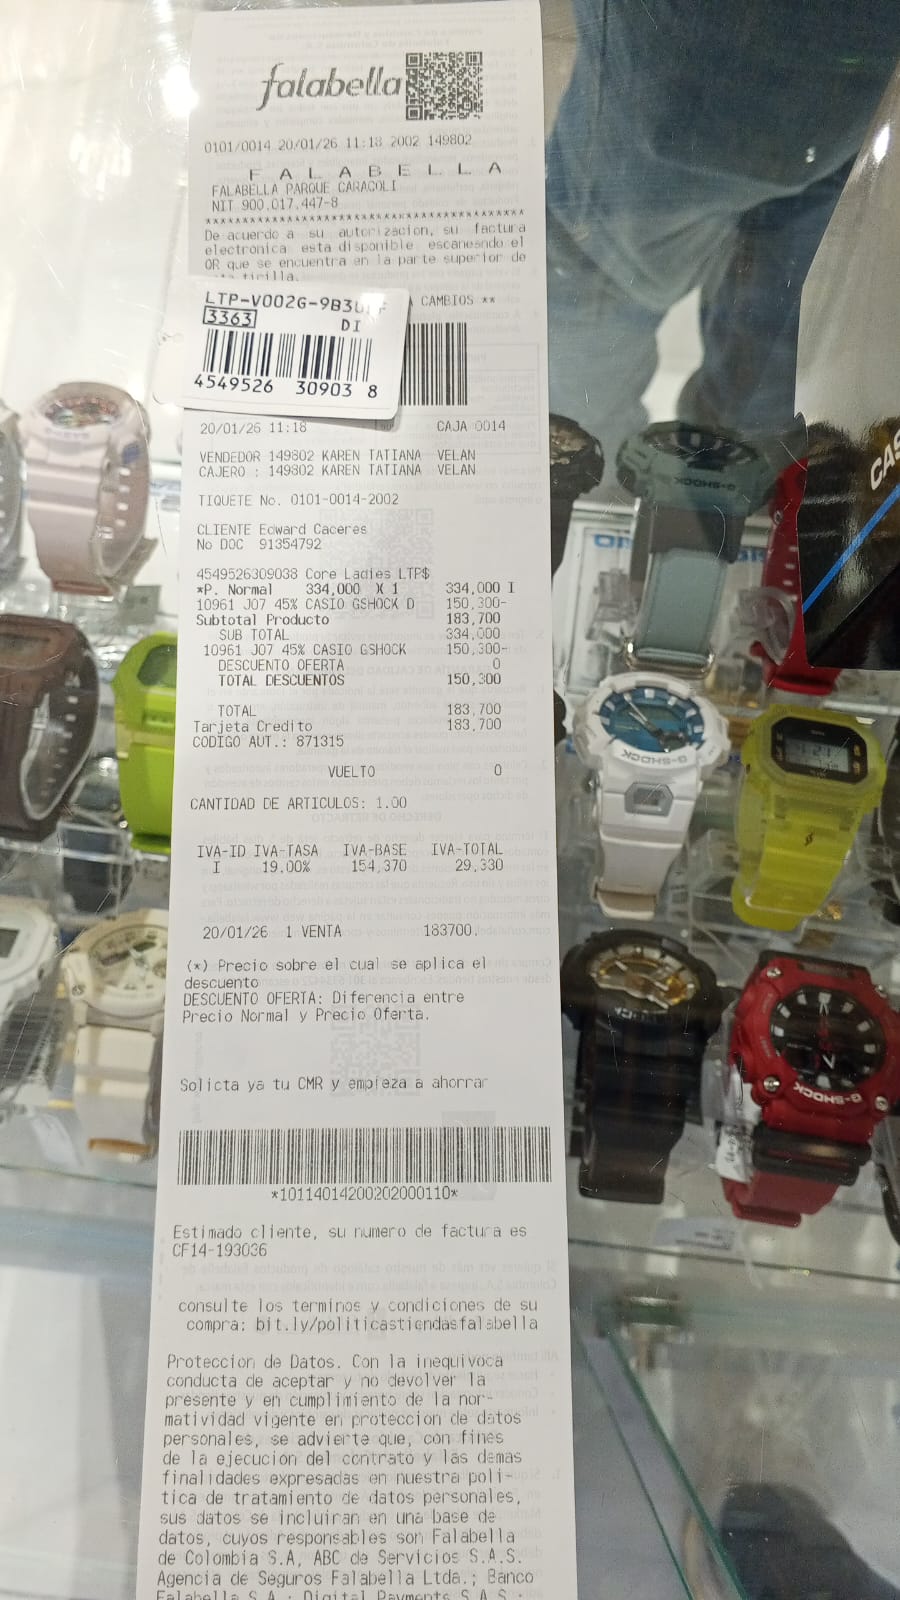 falabella
0101/0014 20/01/26 11:18 2002 149802
F A L A B E L L A
FALABELLA PARQUE CARACOLI
NIT 900.017.447-8
******************************************
De acuerdo a su autorizacion, su factura
electronica esta disponible escaneando el
QR que se encuentra en la parte superior de
tirilla.
A CAMBIOS **
LTP-V002G-9B3U
3363
DI
4549526 30903 8
20/01/26 11:18 CAJA 0014
VENDEDOR 149802 KAREN TATIANA VELAN
CAJERO : 149802 KAREN TATIANA VELAN
TIQUETE No. 0101-0014-2002
CLIENTE Edward Caceres
No DOC 91354792
4549526309038 Core Ladies LTP$
*P. Normal 334,000 X 1 334,000 I
10961 J07 45% CASIO GSHOCK D 150,300-
Subtotal Producto 183,700
SUB TOTAL 334,000
10961 J07 45% CASIO GSHOCK 150,300-
DESCUENTO OFERTA 0
TOTAL DESCUENTOS 150,300
TOTAL 183,700
Tarjeta Credito 183,700
CODIGO AUT.: 871315
VUELTO 0
CANTIDAD DE ARTICULOS: 1.00
IVA-ID IVA-TASA IVA-BASE IVA-TOTAL
I 19.00% 154,370 29,330
20/01/26 1 VENTA 183700.
(*) Precio sobre el cual se aplica el
descuento
DESCUENTO OFERTA: Diferencia entre
Precio Normal y Precio Oferta.
Solicta ya tu CMR y empieza a ahorrar
*10114014200202000110*
Estimado cliente, su numero de factura es
CF14-193036
consulte los terminos y condiciones de su
compra: bit.ly/politicastiendasfalabella
Proteccion de Datos. Con la inequivoca
conducta de aceptar y no devolver la
presente y en cumplimiento de la nor-
matividad vigente en proteccion de datos
personales, se advierte que, con fines
de la ejecucion del contrato y las demas
finalidades expresadas en nuestra poli-
tica de tratamiento de datos personales,
sus datos se incluiran en una base de
datos, cuyos responsables son Falabella
de Colombia S.A, ABC de Servicios S.A.S.
Agencia de Seguros Falabella Ltda.; Banco
Falabella S.A.; Digital Payments S.A.S.;
G-SHOCK
CAS
G-SHOCK
G-SHOCK